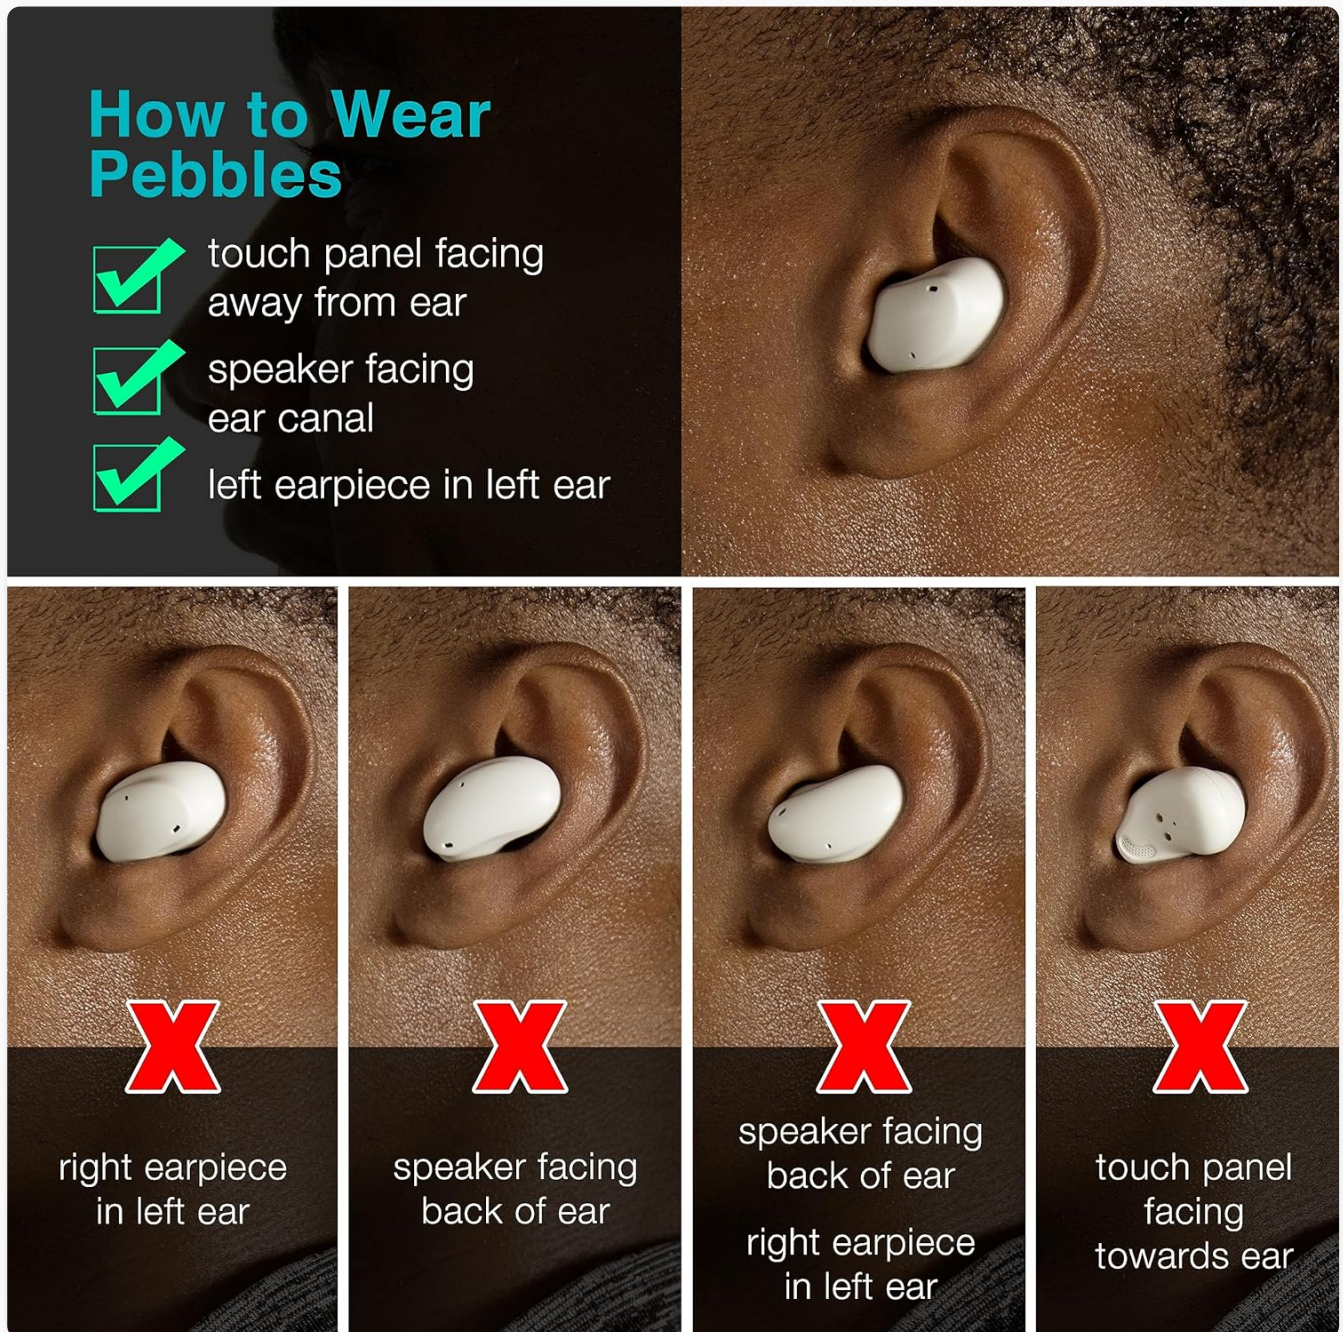 How to Wear
Pebbles
touch panel facing
away from ear
speaker facing
ear canal
left earpiece in left ear
X
right earpiece
in left ear
X
speaker facing
back of ear
X
speaker facing
back of ear
right earpiece
in left ear
X
touch panel
facing
towards ear